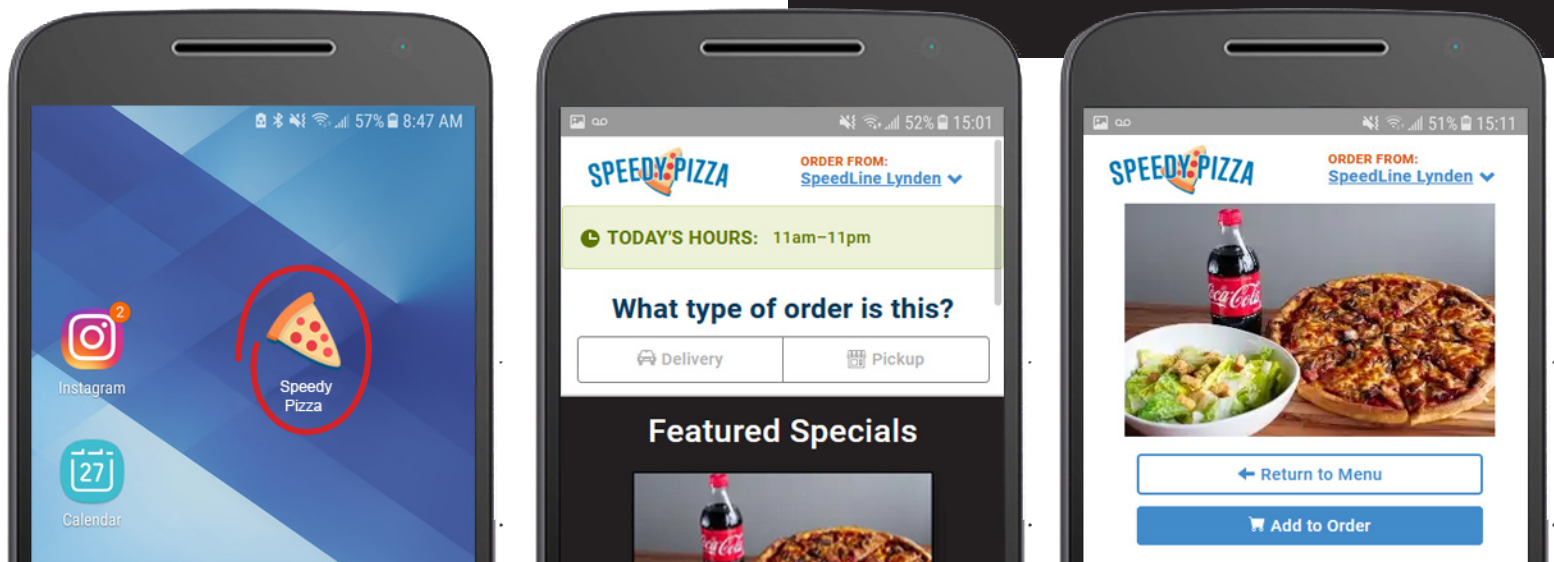 57% 8:47 AM
2
Instagram
Speedy
Pizza
27
Calendar
52% 15:01
SPEEDY PIZZA
ORDER FROM:
SpeedLine Lynden
TODAY'S HOURS: 11am–11pm
What type of order is this?
Delivery
Pickup
Featured Specials
Coca-Cola
51% 15:11
SPEEDY PIZZA
ORDER FROM:
SpeedLine Lynden
Coca-Cola
Return to Menu
Add to Order